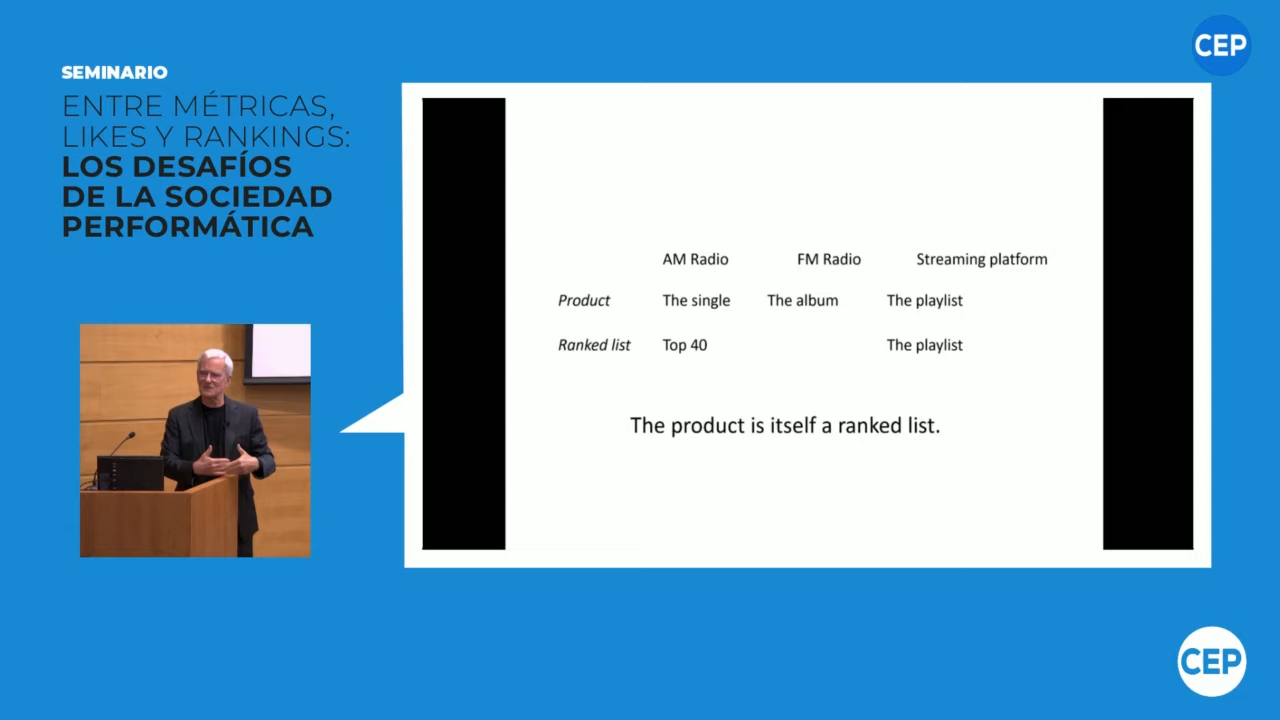 CEP
SEMINARIO
ENTRE MÉTRICAS,
LIKES Y RANKINGS:
LOS DESAFÍOS
DE LA SOCIEDAD
PERFORMÁTICA
AM Radio FM Radio Streaming platform
Product The single The album The playlist
Ranked list Top 40 The playlist
The product is itself a ranked list.
CEP